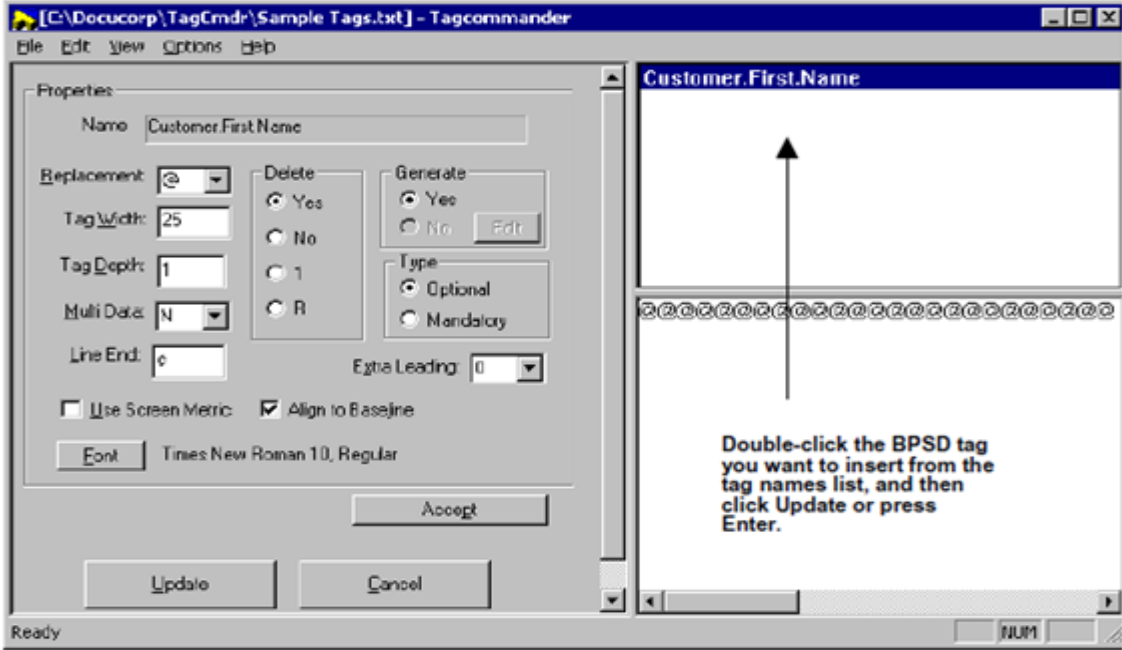 [C:\Docucorp\TagCmdr\Sample Tags.txt] - Tagcommander
File Edit View Options Help
Properties
Name Customer.First.Name
Replacement: @
Tag Width: 25
Tag Depth: 1
Multi Data: N
Line End: c
Delete
Yes
No
1
R
Generate
Yes
No Edit
Type
Optional
Mandatory
Extra Leading: 0
Use Screen Metric Align to Baseline
Font Times New Roman 10, Regular
Accept
Update Cancel
Customer.First.Name
@@@@@@@@@@@@@@@@@@@@@@@@@
Double-click the BPSD tag
you want to insert from the
tag names list, and then
click Update or press
Enter.
Ready NUM